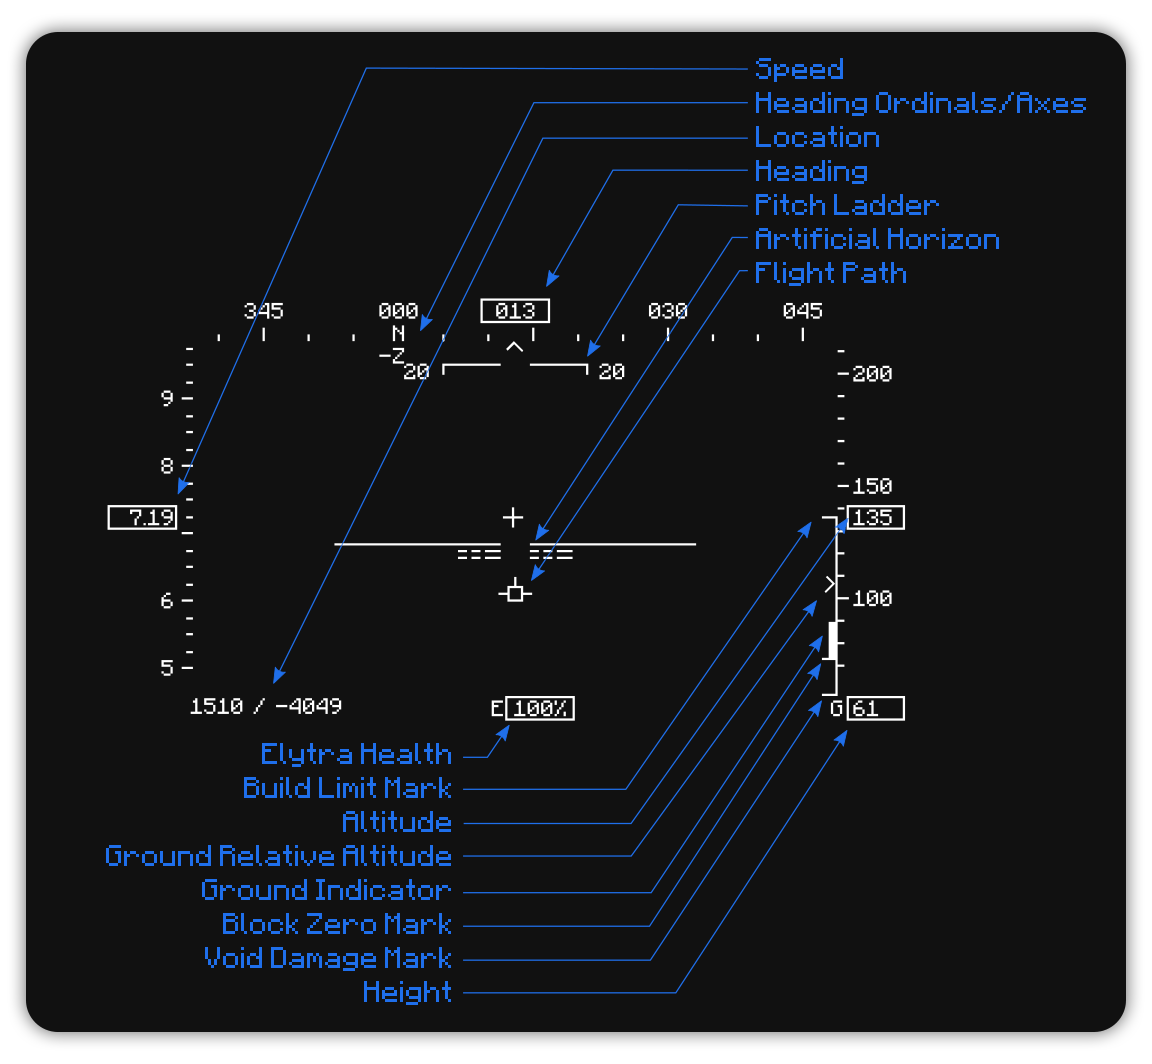 Speed
Heading Ordinals/Axes
Location
Heading
Pitch Ladder
Artificial Horizon
Flight Path
345 000 013 030 045
N
-Z
20 20
200
9
8
150
7.19
135
100
6
5
1510 / -4049
E 100%
G 61
Elytra Health
Build Limit Mark
Altitude
Ground Relative Altitude
Ground Indicator
Block Zero Mark
Void Damage Mark
Height